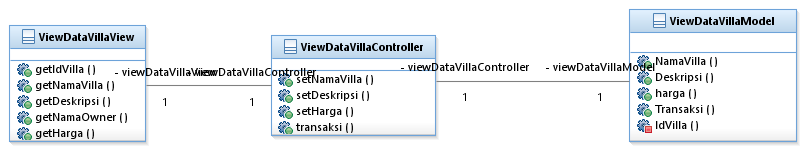 ViewDataVillaView
getIdVilla ()
getNamaVilla ()
getDeskripsi ()
getNamaOwner ()
getHarga ()
- viewDataVillaView
- viewDataVillaController
1
1
ViewDataVillaController
setNamaVilla ()
setDeskripsi ()
setHarga ()
transaksi ()
- viewDataVillaController
- viewDataVillaModel
1
1
ViewDataVillaModel
NamaVilla ()
Deskripsi ()
harga ()
Transaksi ()
IdVilla ()